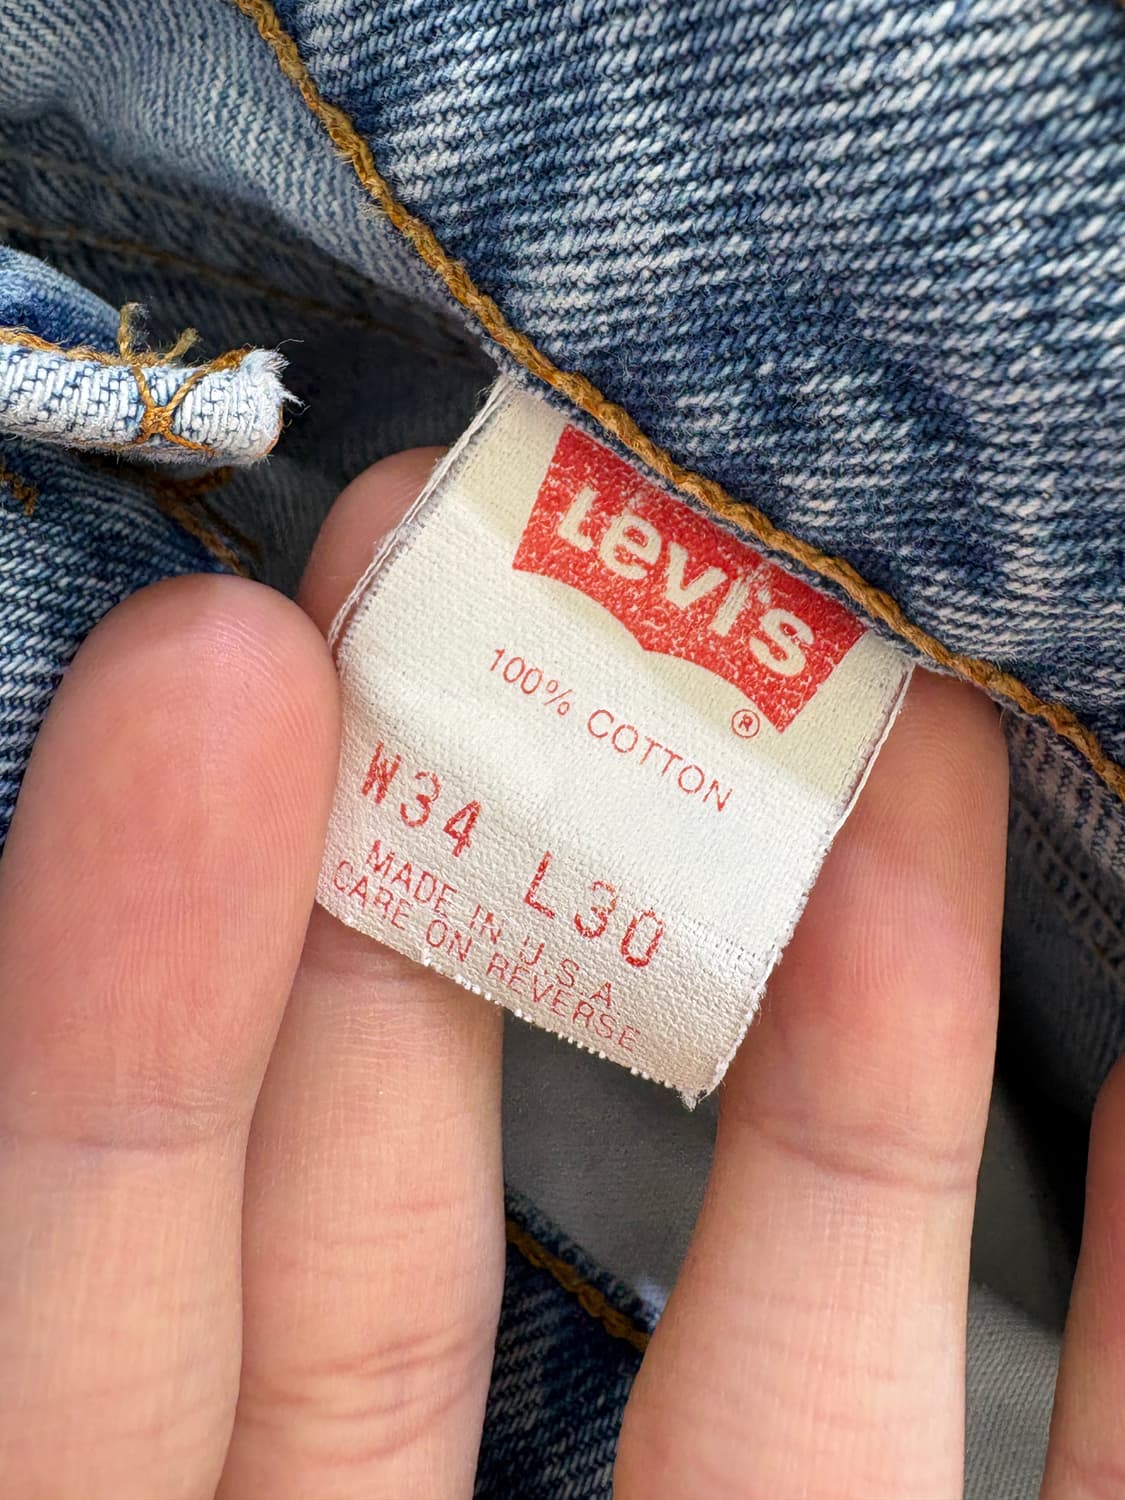 Levi's
®
100% COTTON
W34 L30
MADE IN U S A
CARE ON REVERSE